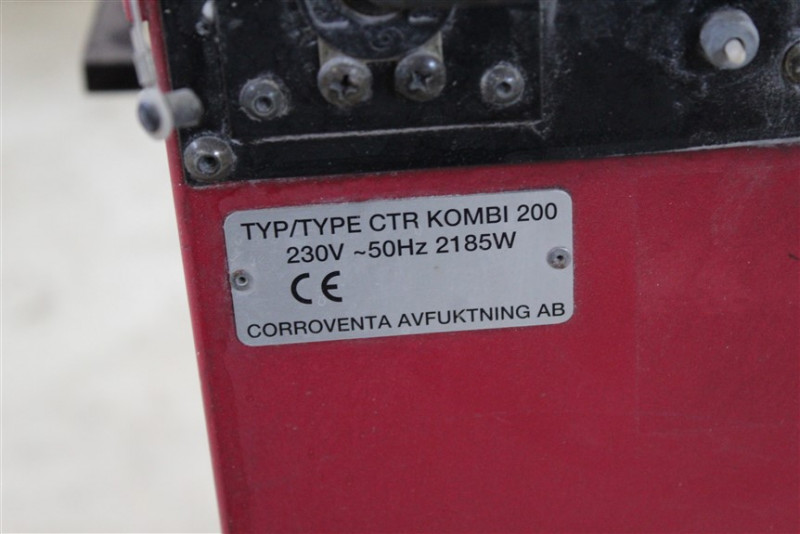 TYP/TYPE CTR KOMBI 200
230V ~50Hz 2185W
CE
CORROVENTA AVFUKTNING AB